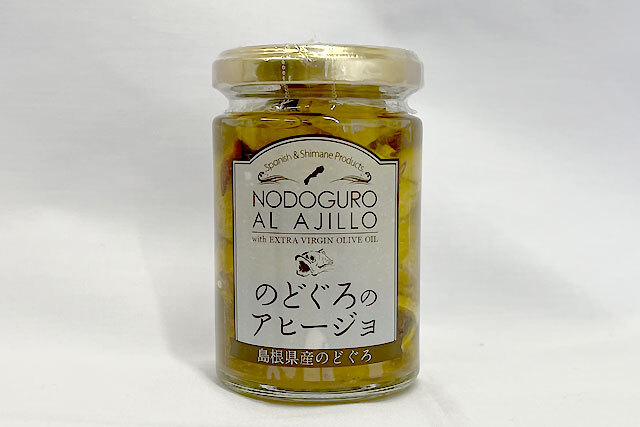 Spanish & Shimane Products
NODOGURO
AL AJILLO
with EXTRA VIRGIN OLIVE OIL
のどぐろの
アヒージョ
島根県産のどぐろ